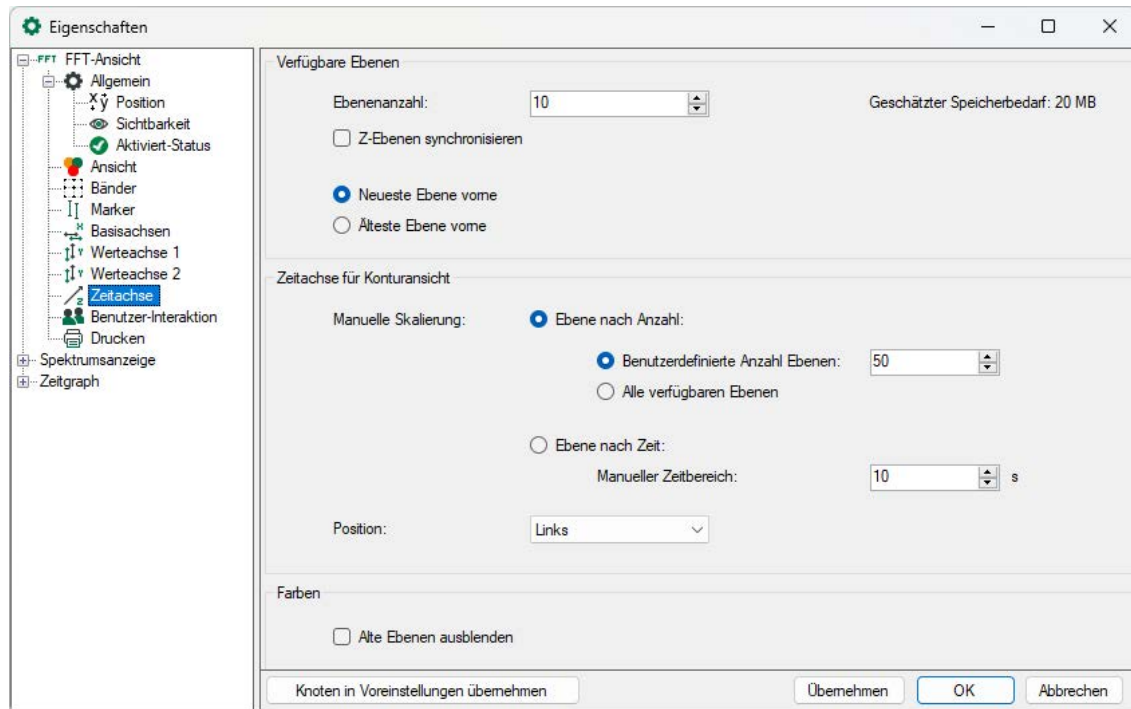 Eigenschaften
FFT FFT-Ansicht
Allgemein
x y Position
Sichtbarkeit
Aktiviert-Status
Ansicht
Bänder
Marker
X Basisachsen
Y Werteachse 1
Y Werteachse 2
Z Zeitachse
Benutzer-Interaktion
Drucken
Spektrumsanzeige
Zeitgraph
Verfügbare Ebenen
Ebenenanzahl: 10 Geschätzter Speicherbedarf: 20 MB
Z-Ebenen synchronisieren
Neueste Ebene vorne
Älteste Ebene vorne
Zeitachse für Konturansicht
Manuelle Skalierung: Ebene nach Anzahl:
Benutzerdefinierte Anzahl Ebenen: 50
Alle verfügbaren Ebenen
Ebene nach Zeit:
Manueller Zeitbereich: 10 s
Position: Links
Farben
Alte Ebenen ausblenden
Knoten in Voreinstellungen übernehmen Übernehmen OK Abbrechen